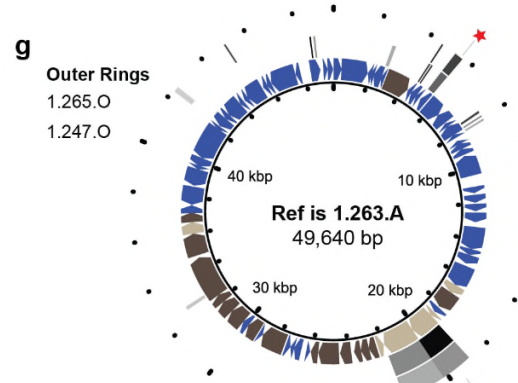 g
Outer Rings
1.265.O
1.247.O
40 kbp
10 kbp
Ref is 1.263.A
49,640 bp
30 kbp
20 kbp